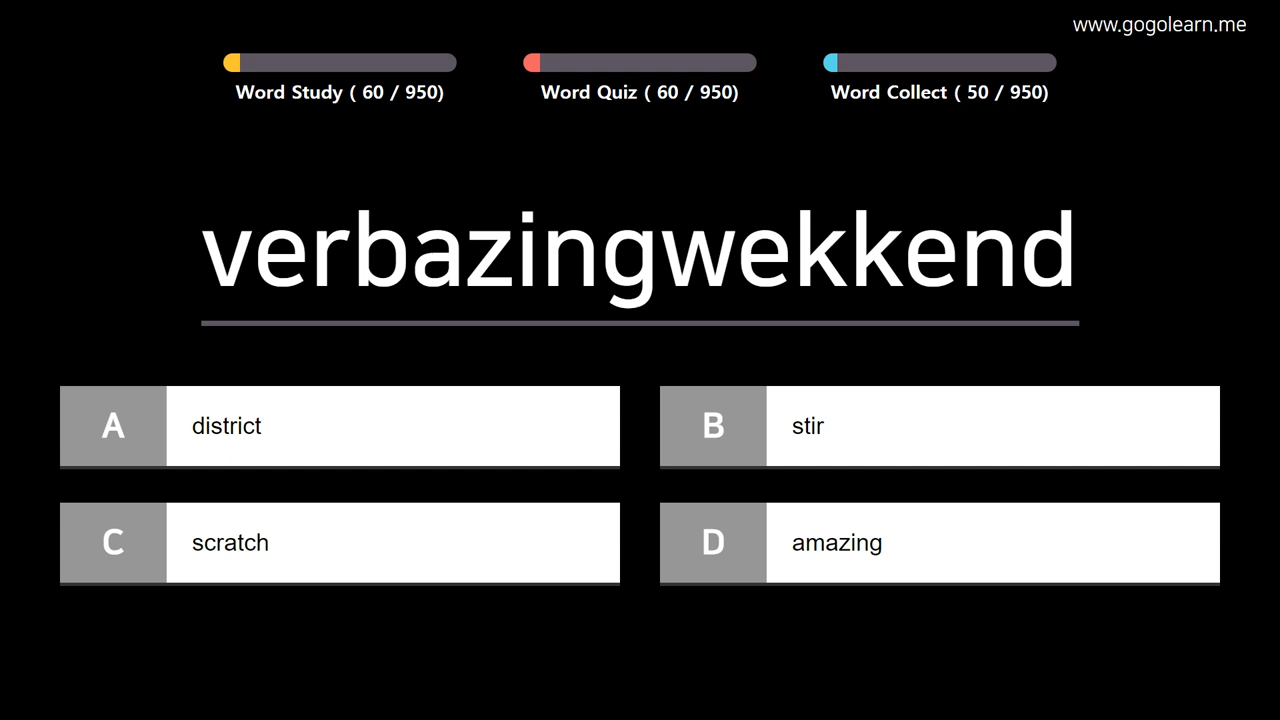 www.gogolearn.me
Word Study ( 60 / 950)
Word Quiz ( 60 / 950)
Word Collect ( 50 / 950)
verbazingwekkend
A district
B stir
C scratch
D amazing